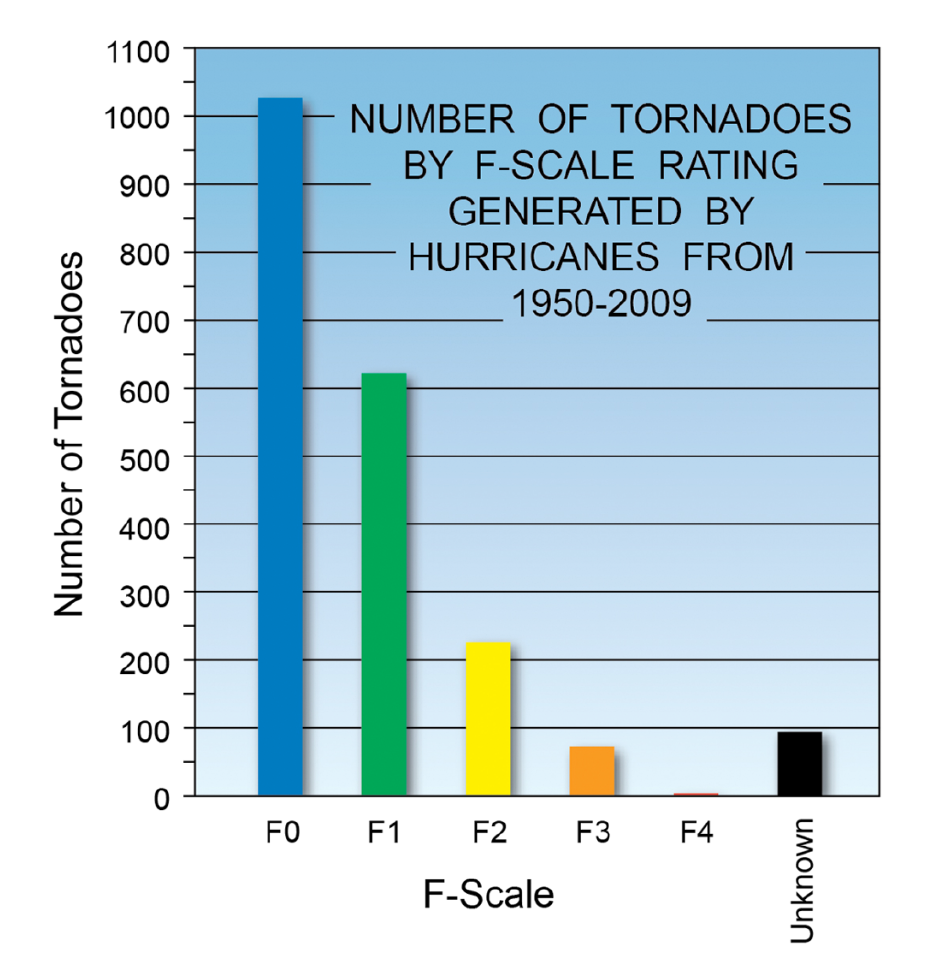 1100
1000
900
800
700
600
500
400
300
200
100
0
Number of Tornadoes
NUMBER OF TORNADOES
BY F-SCALE RATING
GENERATED BY
HURRICANES FROM
1950-2009
F0 F1 F2 F3 F4 Unknown
F-Scale